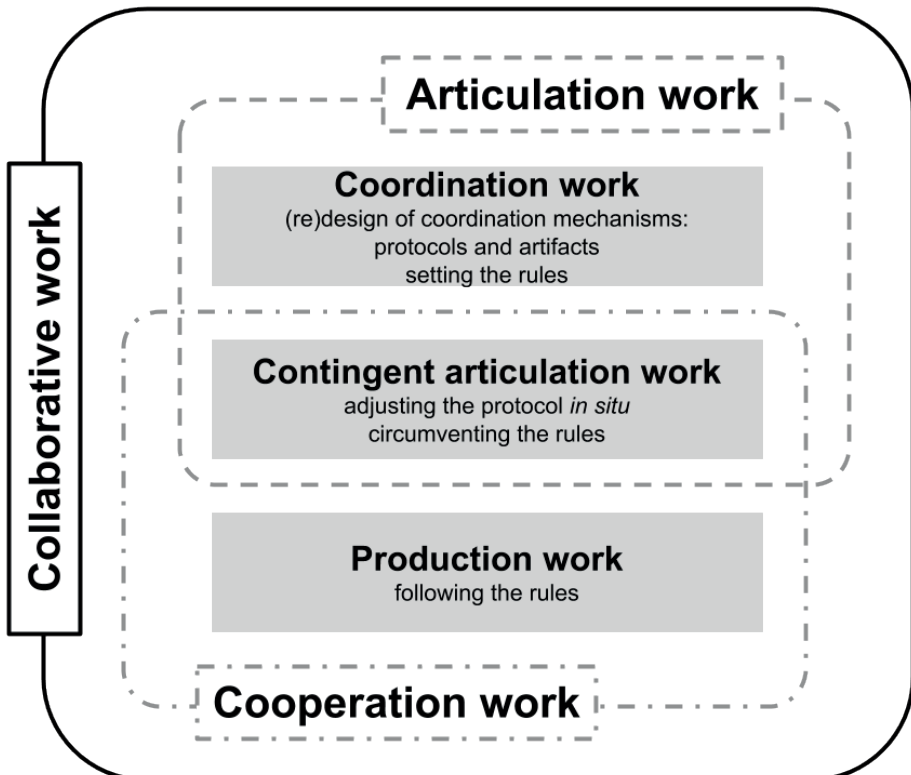 Articulation work
Coordination work
(re)design of coordination mechanisms:
protocols and artifacts
setting the rules
Collaborative work
Contingent articulation work
adjusting the protocol in situ
circumventing the rules
Production work
following the rules
Cooperation work